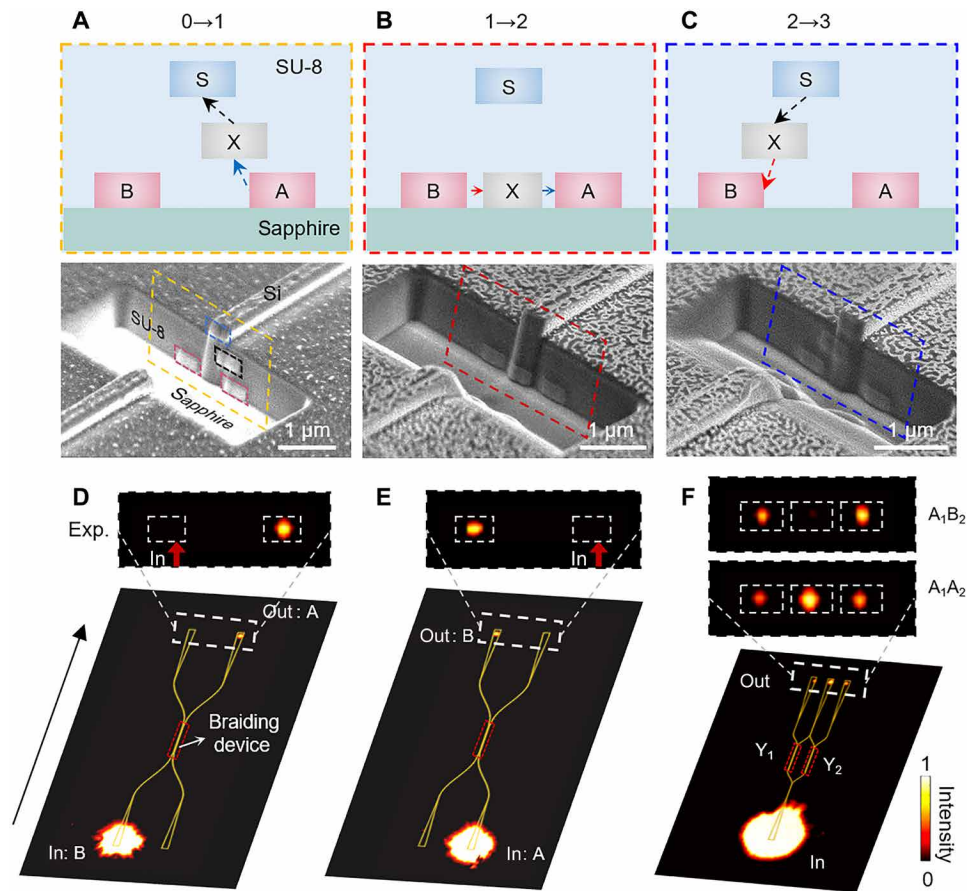 A 0→1
B 1→2
C 2→3
SU-8
S
X
B
A
Sapphire
S
B
X
A
S
X
B
A
Si
SU-8
Sapphire
1 μm
1 μm
1 μm
D
Exp.
In
Out: A
Braiding
device
In: B
E
In
Out: B
In: A
F
A₁B₂
A₁A₂
Out
Y₁
Y₂
In
1
Intensity
0